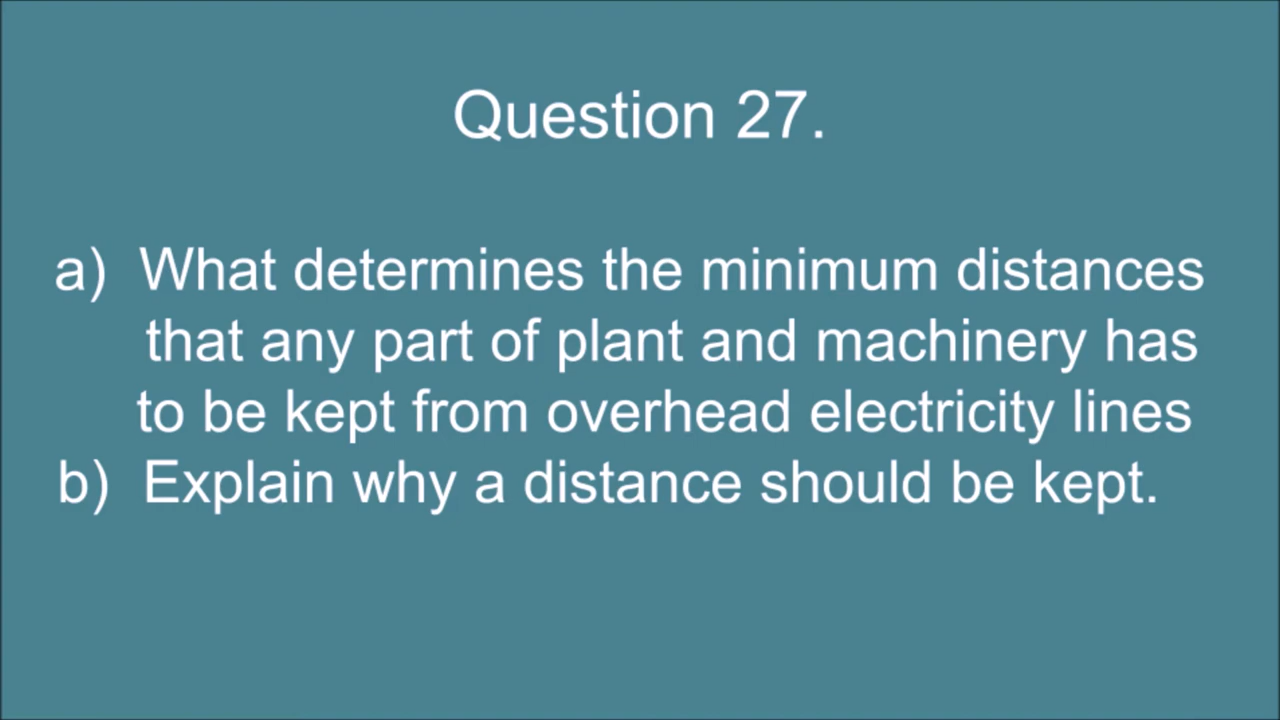 Question 27.
a) What determines the minimum distances
that any part of plant and machinery has
to be kept from overhead electricity lines
b) Explain why a distance should be kept.